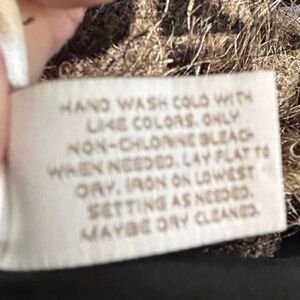 HAND WASH COLD WITH
LIKE COLORS. ONLY
NON-CHLORINE BLEACH
WHEN NEEDED. LAY FLAT TO
DRY. IRON ON LOWEST
SETTING AS NEEDED.
MAYBE DRY CLEANED.